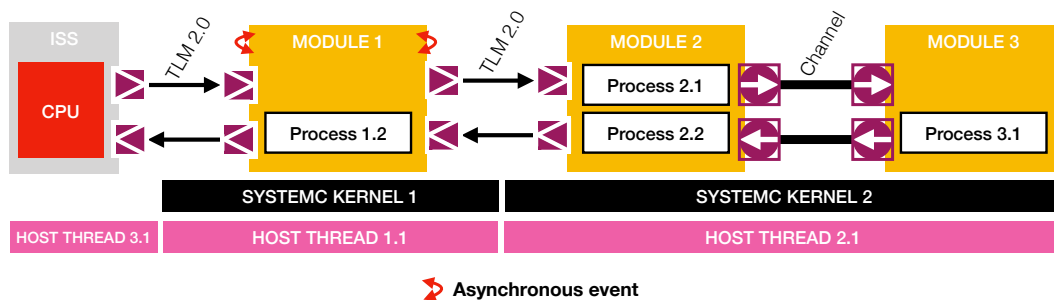 ISS
TLM 2.0
MODULE 1
TLM 2.0
MODULE 2
Channel
MODULE 3
CPU
Process 2.1
Process 1.2
Process 2.2
Process 3.1
SYSTEMC KERNEL 1
SYSTEMC KERNEL 2
HOST THREAD 3.1
HOST THREAD 1.1
HOST THREAD 2.1
Asynchronous event